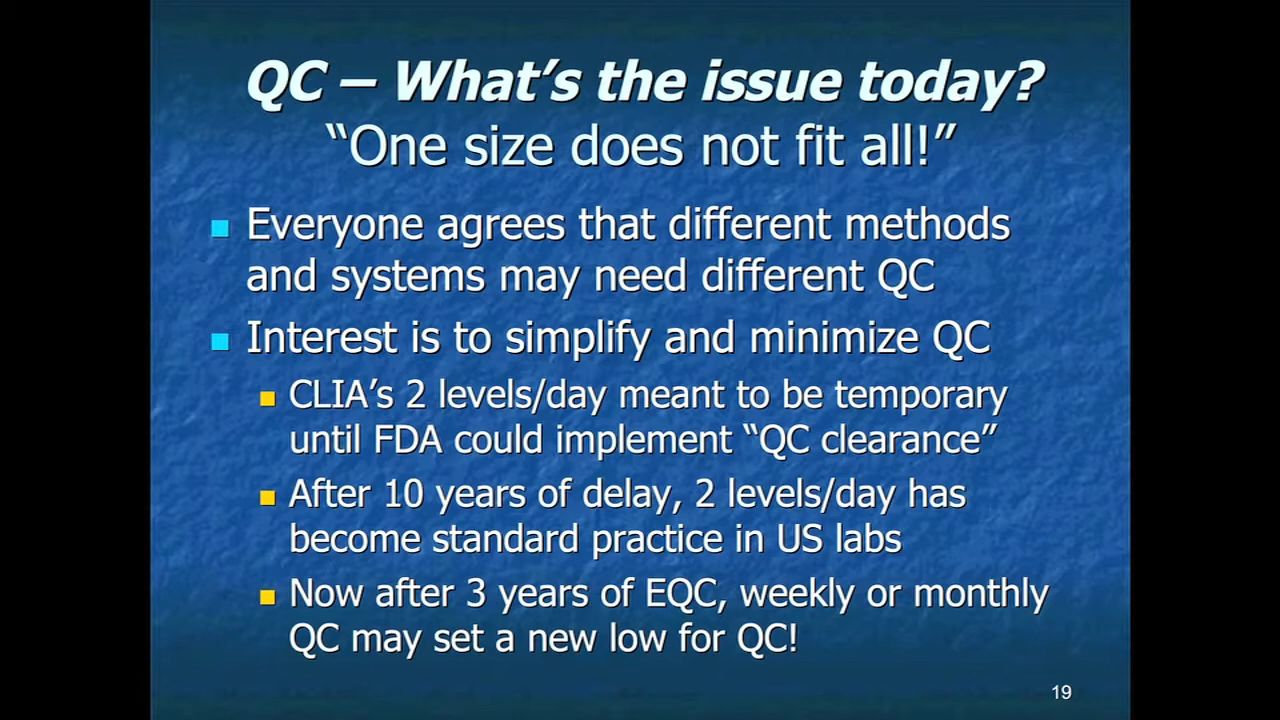 QC – What’s the issue today?
“One size does not fit all!”
Everyone agrees that different methods
and systems may need different QC
Interest is to simplify and minimize QC
CLIA’s 2 levels/day meant to be temporary
until FDA could implement “QC clearance”
After 10 years of delay, 2 levels/day has
become standard practice in US labs
Now after 3 years of EQC, weekly or monthly
QC may set a new low for QC!
19